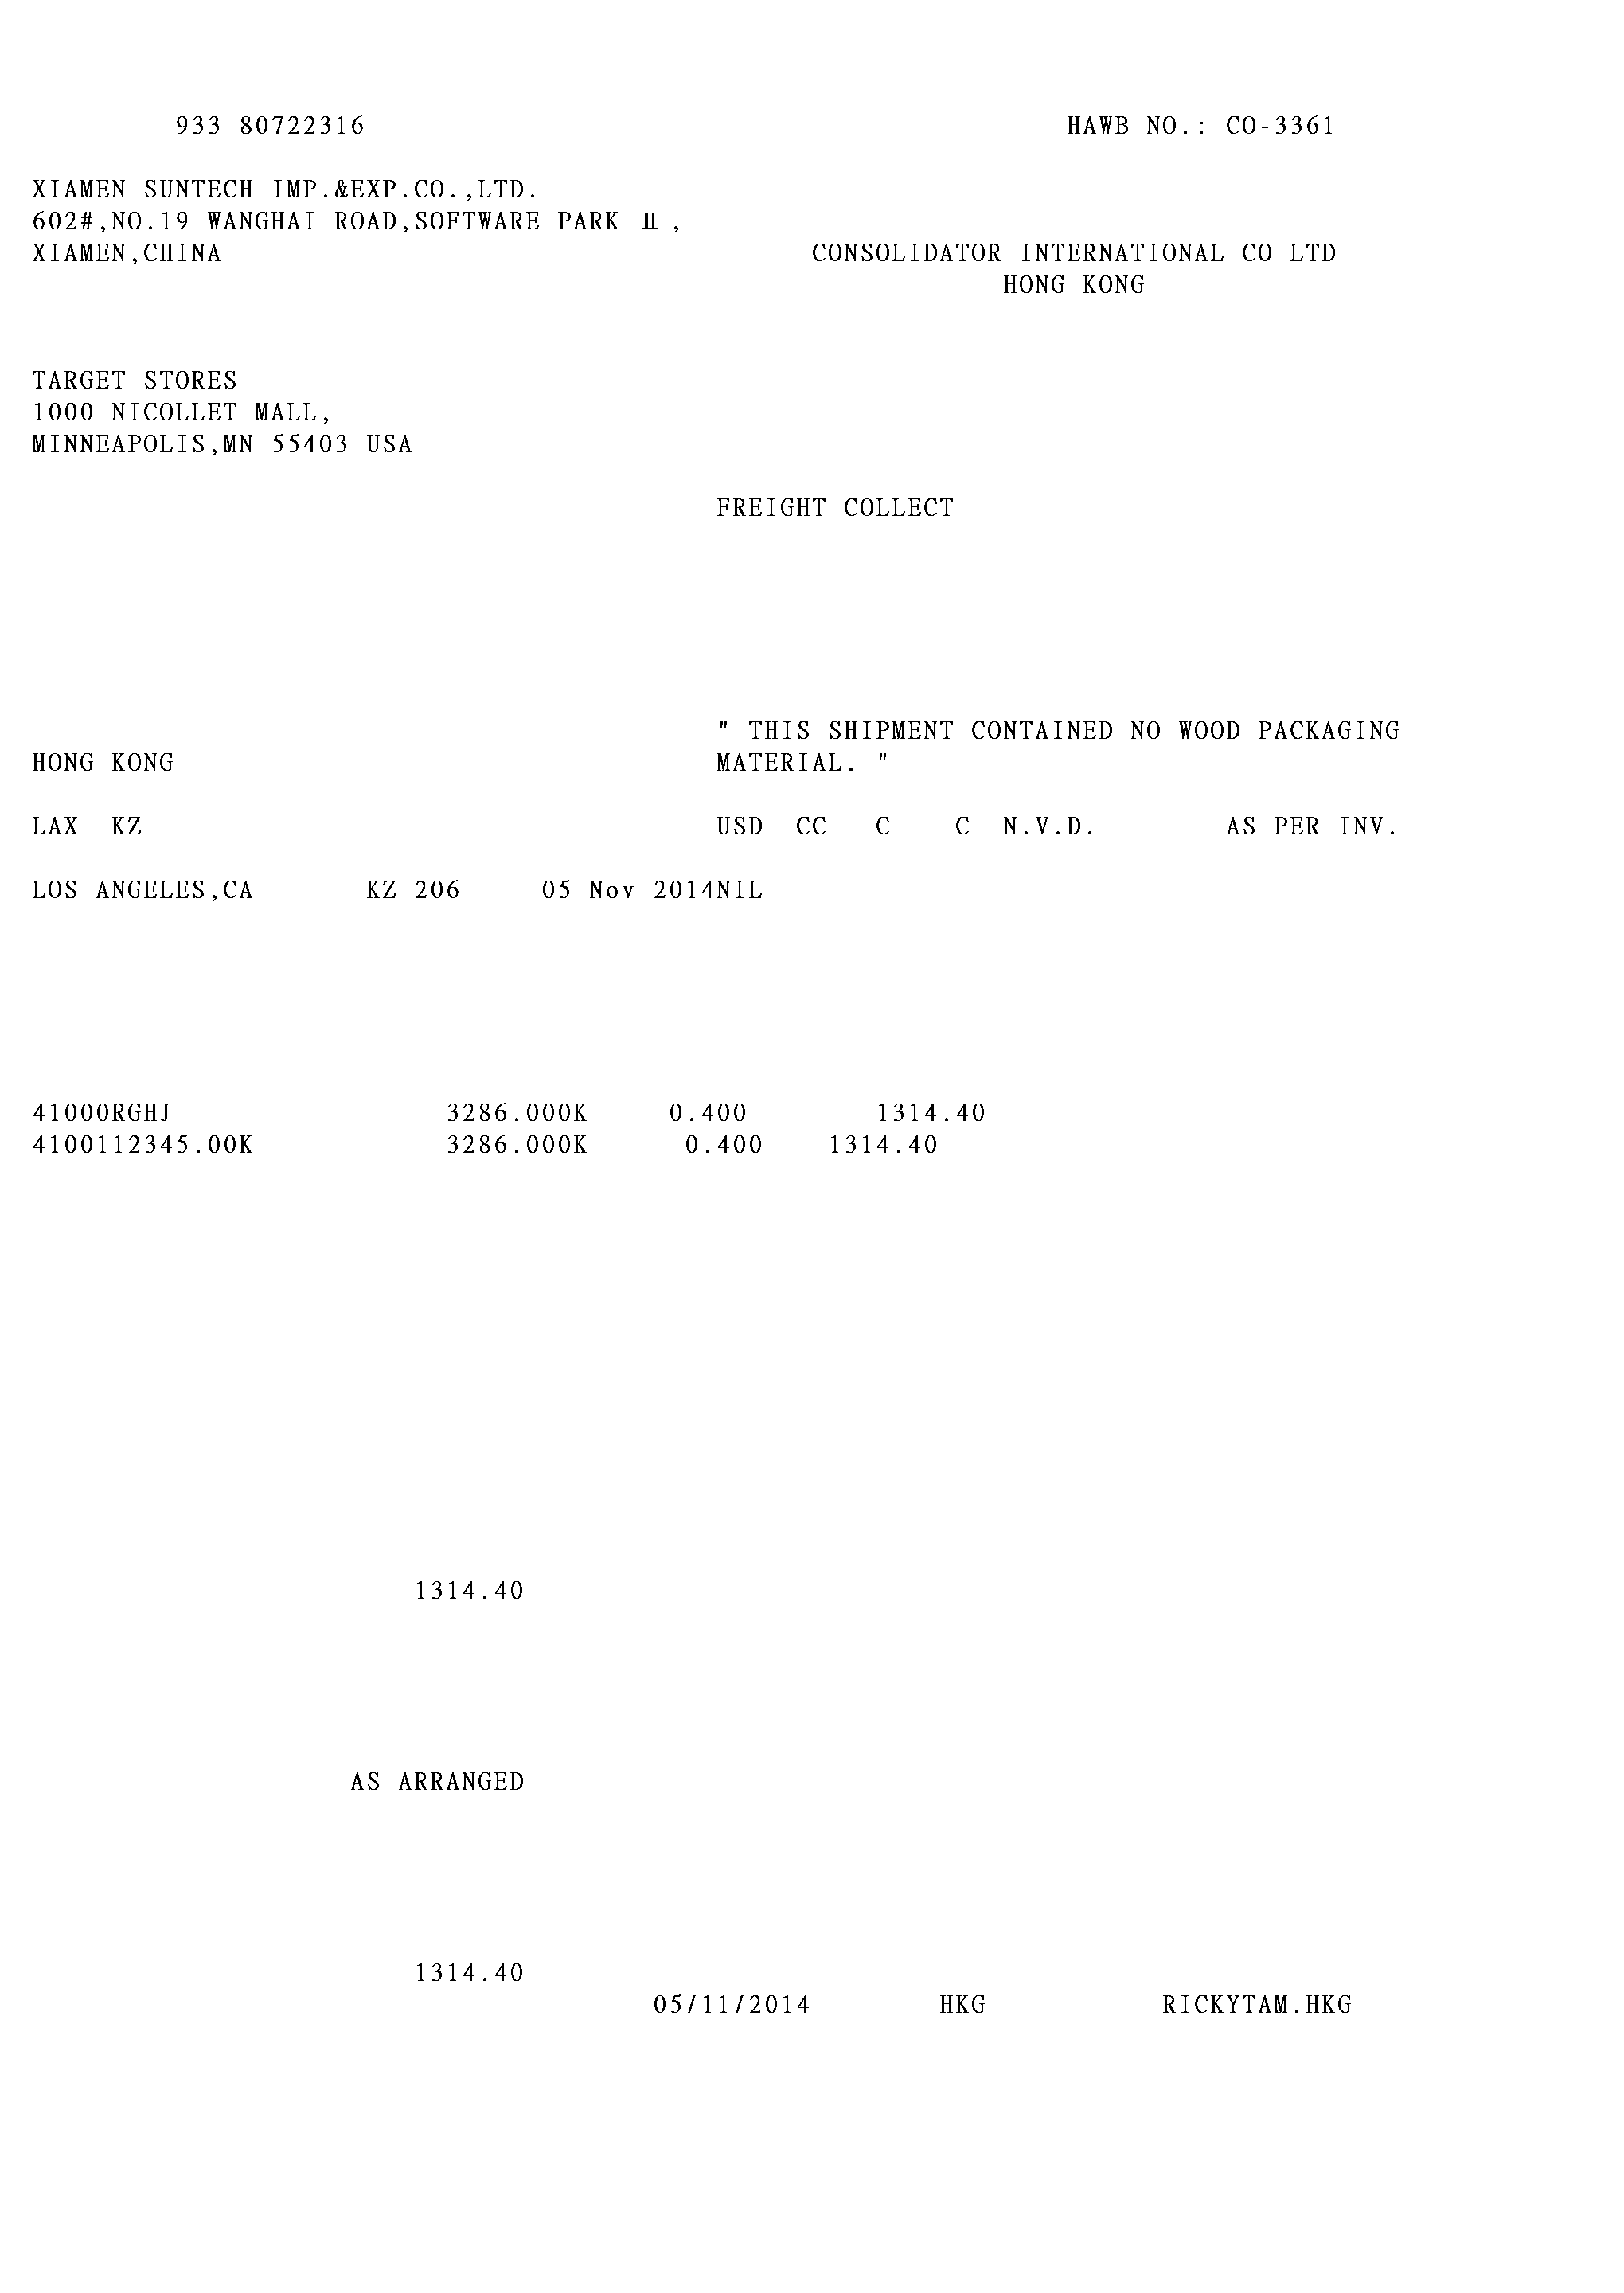 933 80722316 HAWB NO.: CO-3361
XIAMEN SUNTECH IMP.&EXP.CO.,LTD.
602#,NO.19 WANGHAI ROAD,SOFTWARE PARK Ⅱ,
XIAMEN,CHINA CONSOLIDATOR INTERNATIONAL CO LTD
HONG KONG
TARGET STORES
1000 NICOLLET MALL,
MINNEAPOLIS,MN 55403 USA
FREIGHT COLLECT
" THIS SHIPMENT CONTAINED NO WOOD PACKAGING
HONG KONG MATERIAL. "
LAX KZ USD CC C C N.V.D. AS PER INV.
LOS ANGELES,CA KZ 206 05 Nov 2014NIL
41000RGHJ 3286.000K 0.400 1314.40
4100112345.00K 3286.000K 0.400 1314.40
1314.40
AS ARRANGED
1314.40
05/11/2014 HKG RICKYTAM.HKG